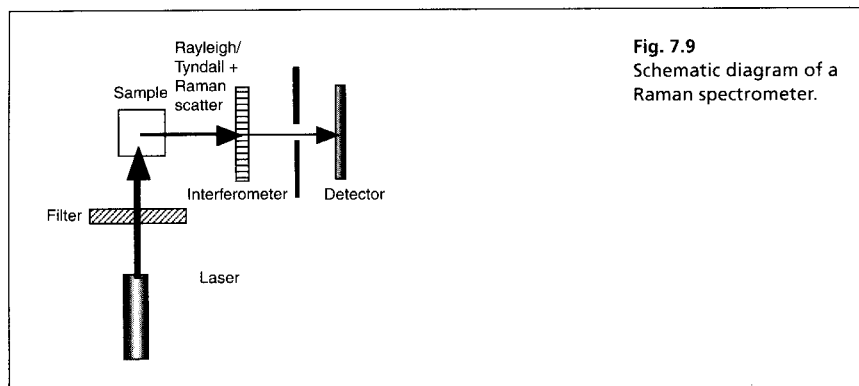 Rayleigh/
Tyndall +
Raman
scatter
Sample
Interferometer
Detector
Filter
Laser
Fig. 7.9
Schematic diagram of a
Raman spectrometer.